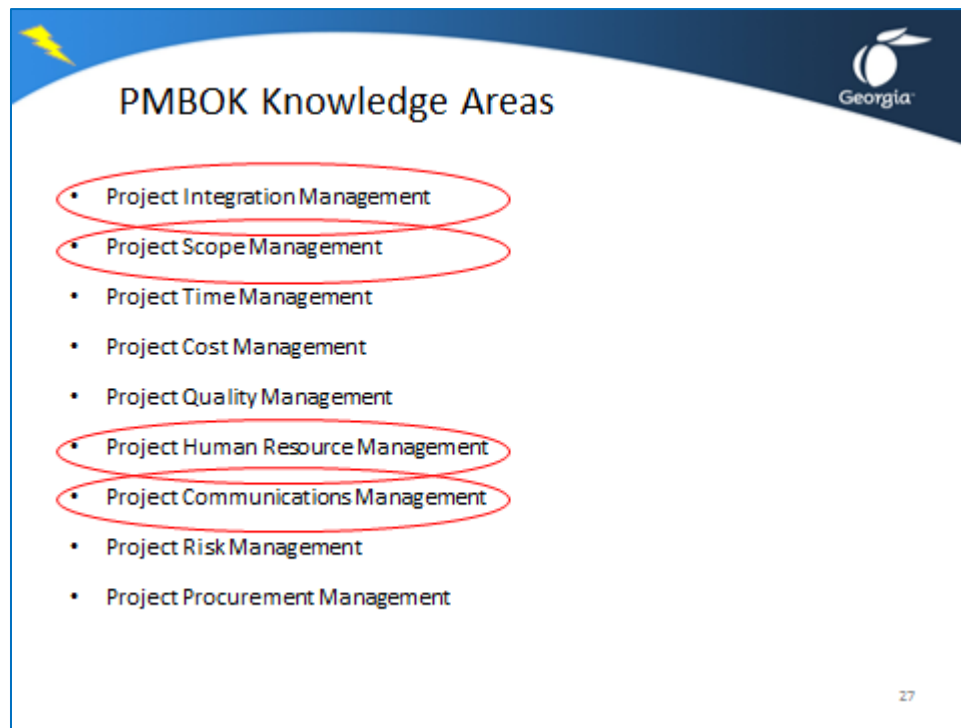 PMBOK Knowledge Areas
Georgia
• Project Integration Management
• Project Scope Management
• Project Time Management
• Project Cost Management
• Project Quality Management
• Project Human Resource Management
• Project Communications Management
• Project Risk Management
• Project Procurement Management
27